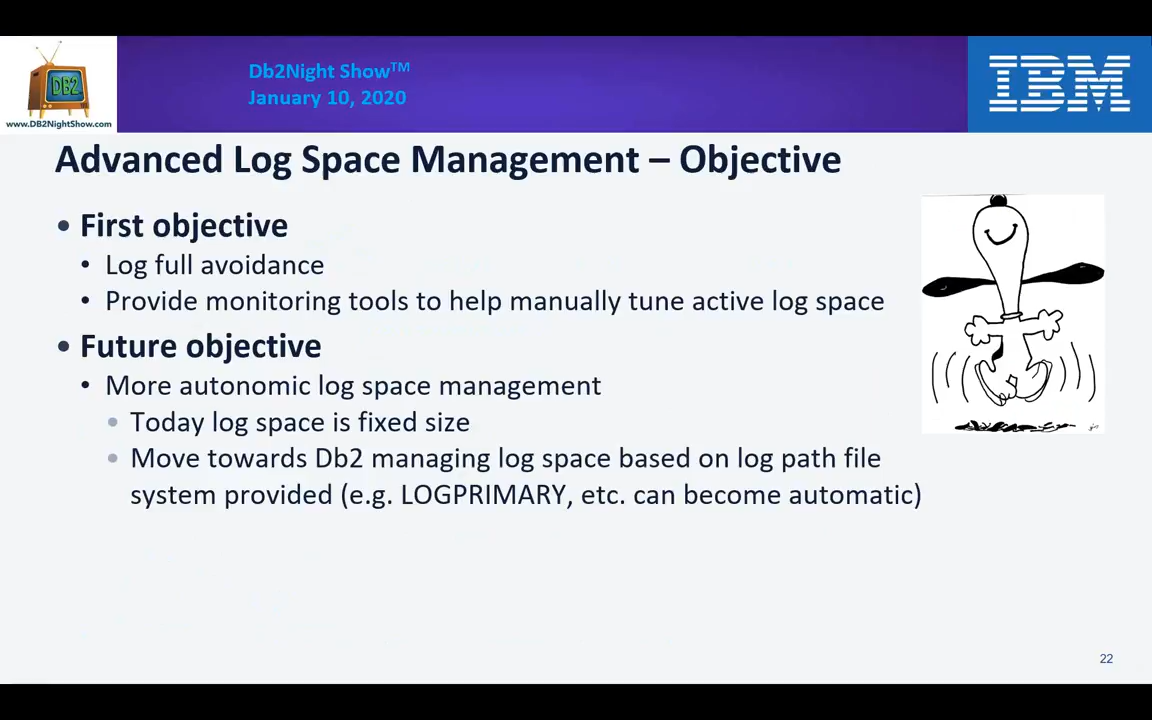 DB2
www.DB2NightShow.com
Db2Night Show™
January 10, 2020
IBM
Advanced Log Space Management – Objective
• First objective
• Log full avoidance
• Provide monitoring tools to help manually tune active log space
• Future objective
• More autonomic log space management
• Today log space is fixed size
• Move towards Db2 managing log space based on log path file
system provided (e.g. LOGPRIMARY, etc. can become automatic)
22